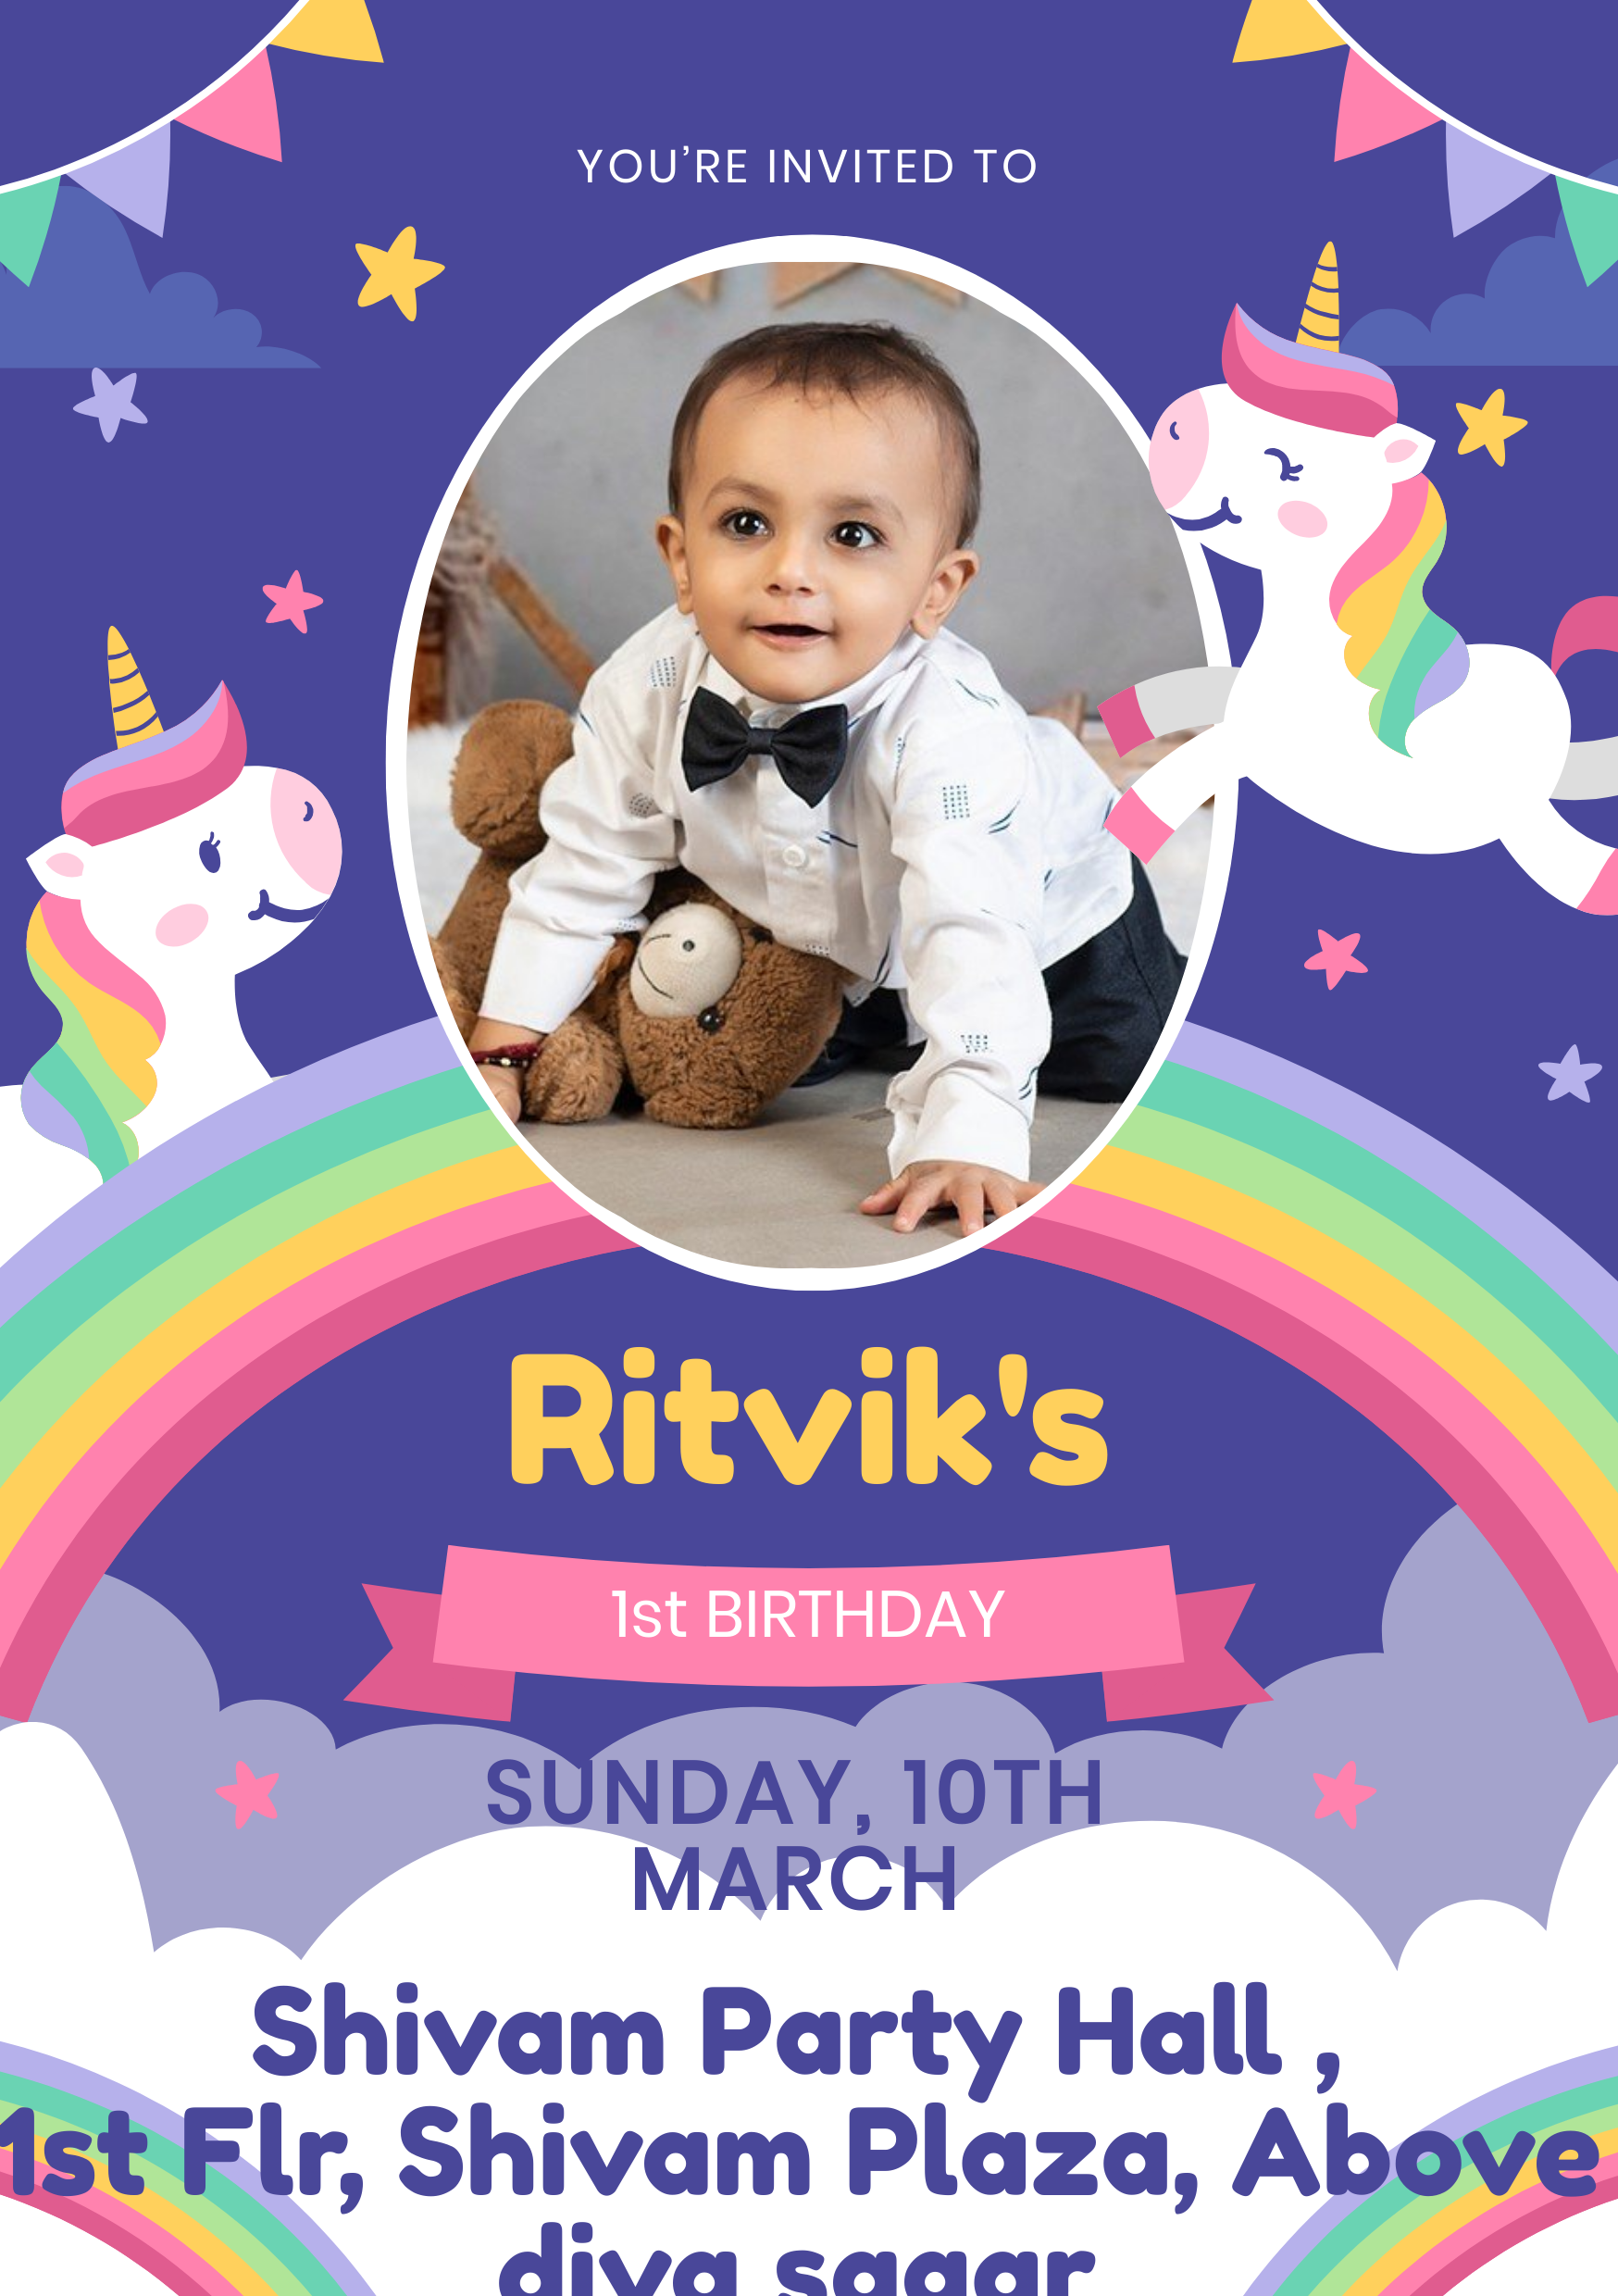 YOU’RE INVITED TO
Ritvik's
1st BIRTHDAY
SUNDAY, 10TH
MARCH
Shivam Party Hall ,
1st Flr, Shivam Plaza, Above
diva sagar